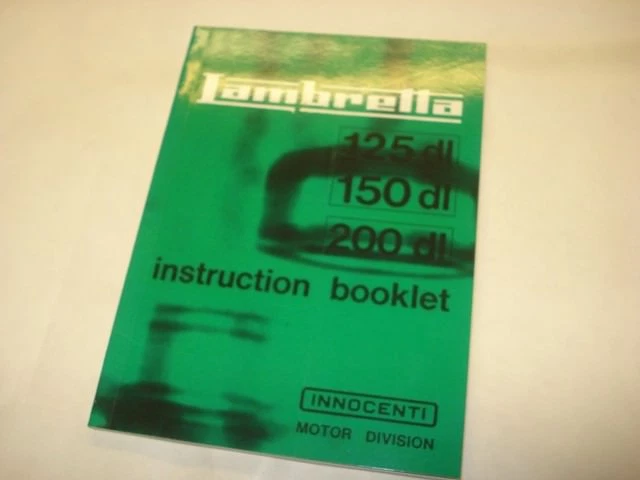 Lambretta
125 dl
150 dl
200 dl
instruction booklet
INNOCENTI
MOTOR DIVISION